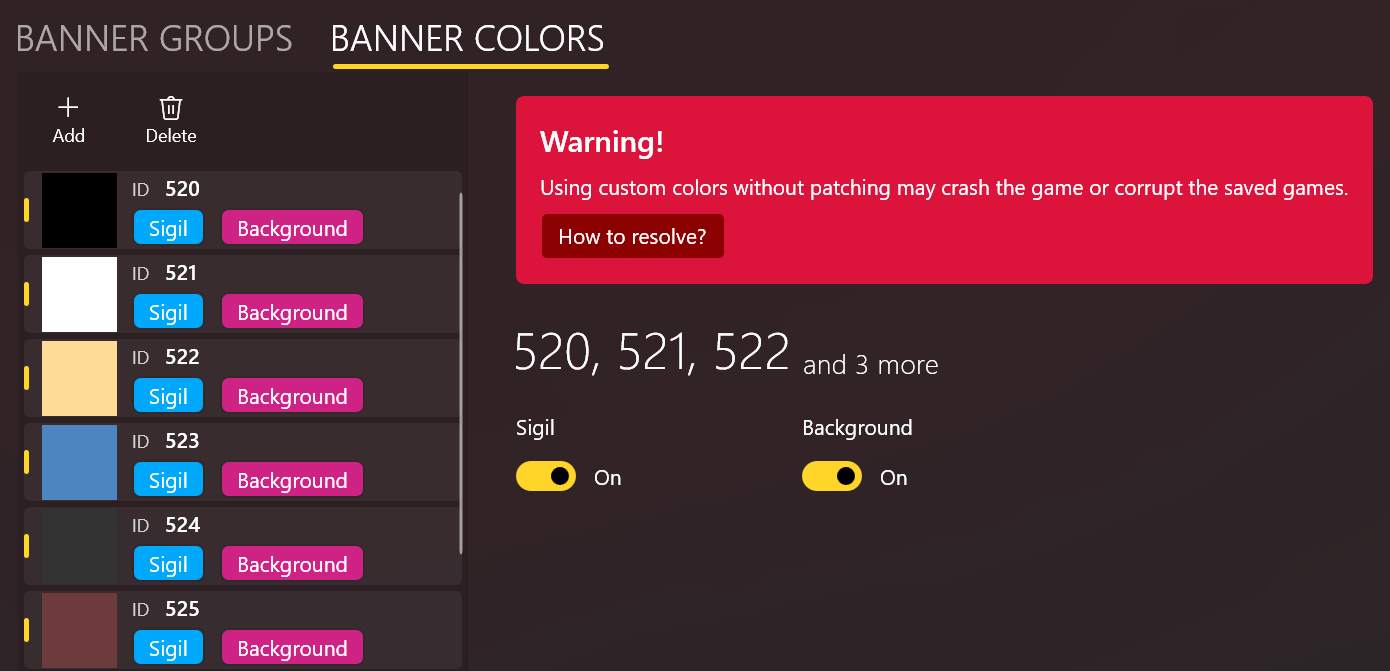 BANNER GROUPS BANNER COLORS
Add Delete
ID 520
Sigil Background
ID 521
Sigil Background
ID 522
Sigil Background
ID 523
Sigil Background
ID 524
Sigil Background
ID 525
Sigil Background
Warning!
Using custom colors without patching may crash the game or corrupt the saved games.
How to resolve?
520, 521, 522 and 3 more
Sigil Background
On On